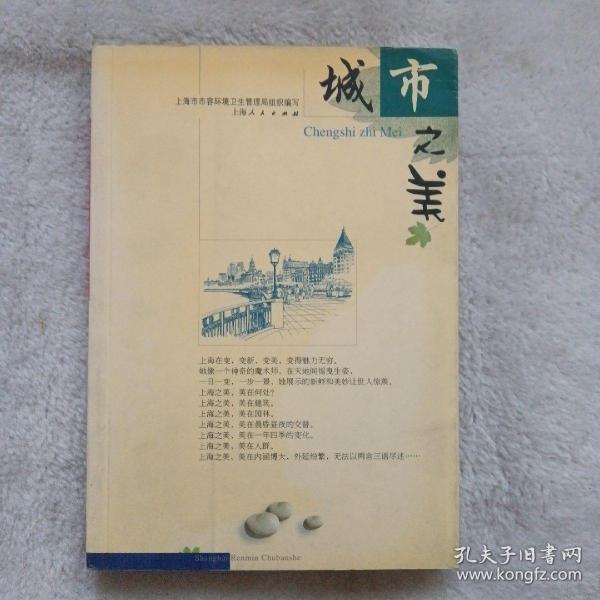 城市之美
Chengshi zhi Mei
上海市市容环境卫生管理局组织编写
上海人民出版社
上海在变，变新，变美，变得魅力无穷。
她像一个神奇的魔术师，在天地间摇曳生姿，
一日一变，一步一景，她展示的新鲜和美妙让世人惊羡。
上海之美，美在何处？
上海之美，美在建筑。
上海之美，美在园林。
上海之美，美在晨昏昼夜的交替。
上海之美，美在一年四季的变化。
上海之美，美在人群。
上海之美，美在内涵博大，外延纷繁，无法以两言三语尽述……
Shanghai Renmin Chubanshe
孔夫子旧书网
www.kongfz.com